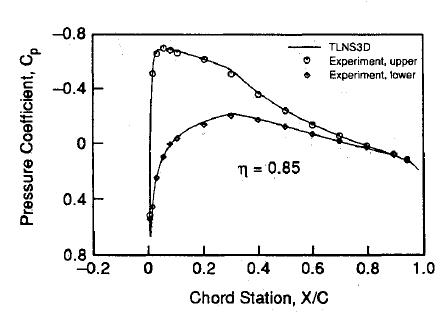 −0.8
−0.4
0
0.4
0.8
Pressure Coefficient, Cp
TLNS3D
Experiment, upper
Experiment, lower
η = 0.85
−0.2 0 0.2 0.4 0.6 0.8 1.0
Chord Station, X/C